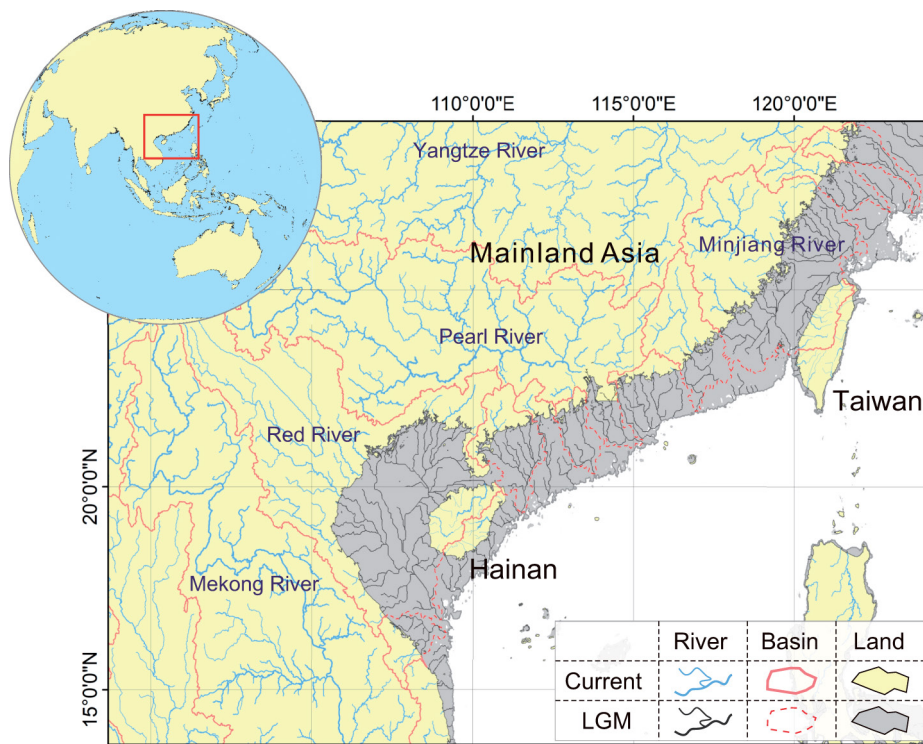 110°0'0"E 115°0'0"E 120°0'0"E
Yangtze River
Mainland Asia
Minjiang River
Pearl River
Taiwan
Red River
20°0'0"N
Hainan
Mekong River
15°0'0"N
River Basin Land
Current
LGM